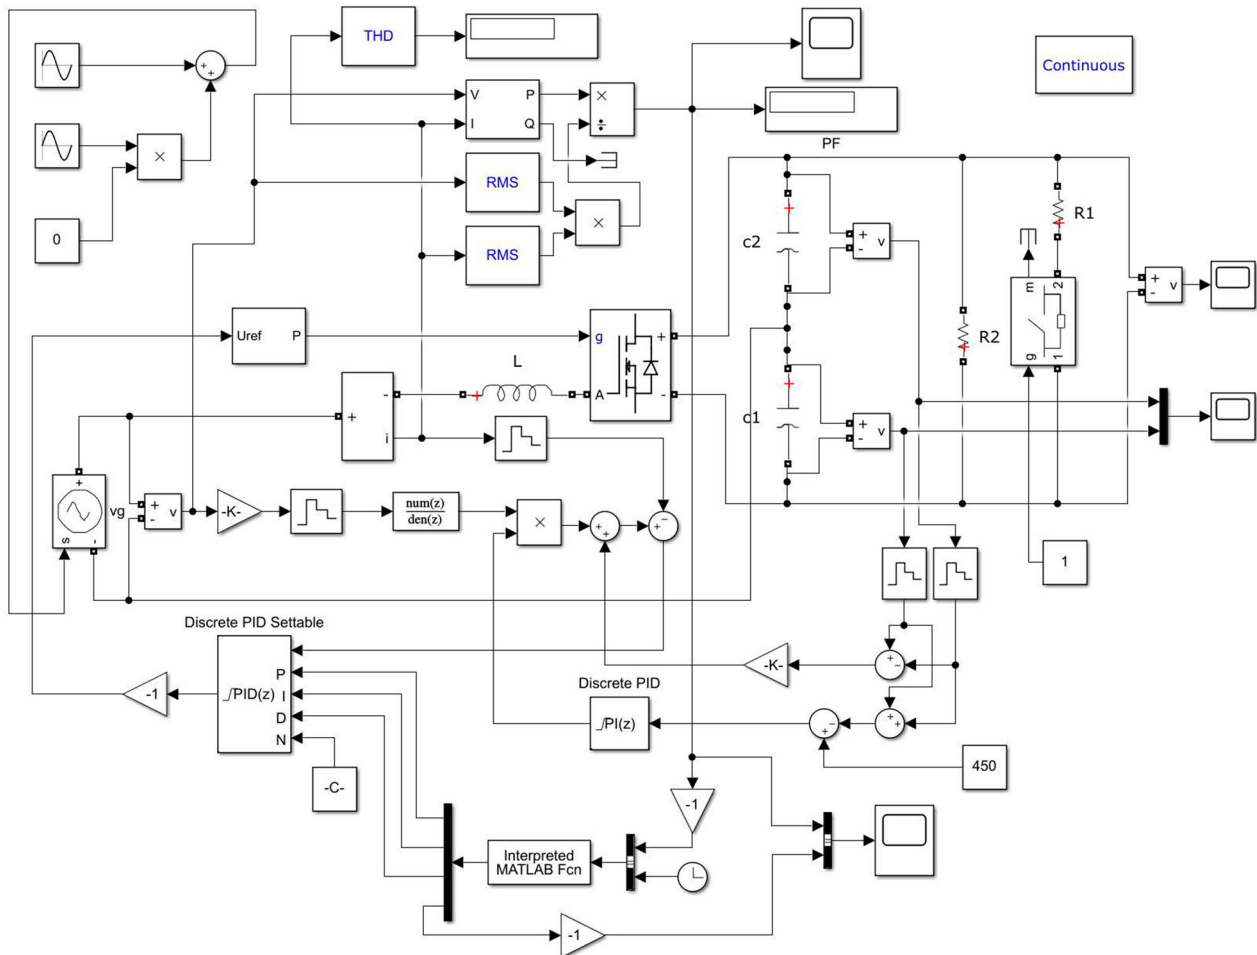 THD
Continuous
V P
I Q
×
÷
PF
×
RMS
RMS
×
0
c2
+
-
v
R1
m 2
g 1
+
-
v
Uref P
g +
A -
L
R2
-
+
i
c1
+
-
v
+
s -
vg
+
-
v
-K-
num(z)
den(z)
×
1
Discrete PID Settable
P
I
D
N
PID(z)
-1
-C-
Discrete PID
PI(z)
-K-
450
-1
Interpreted
MATLAB Fcn
-1